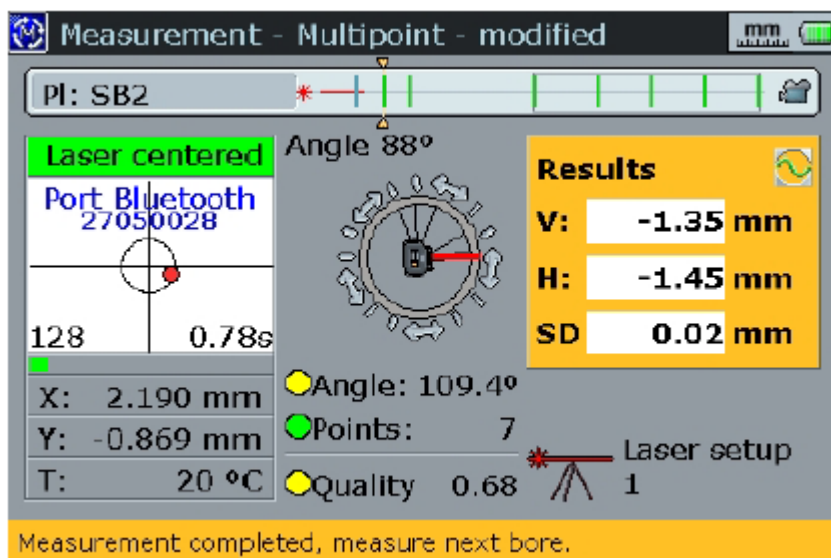 Measurement - Multipoint - modified
mm
Pl: SB2
Laser centered
Port Bluetooth
27050028
128 0.78s
X: 2.190 mm
Y: -0.869 mm
T: 20 ºC
Angle 88º
Angle: 109.4º
Points: 7
Quality 0.68
Results
V: -1.35 mm
H: -1.45 mm
SD 0.02 mm
Laser setup
1
Measurement completed, measure next bore.